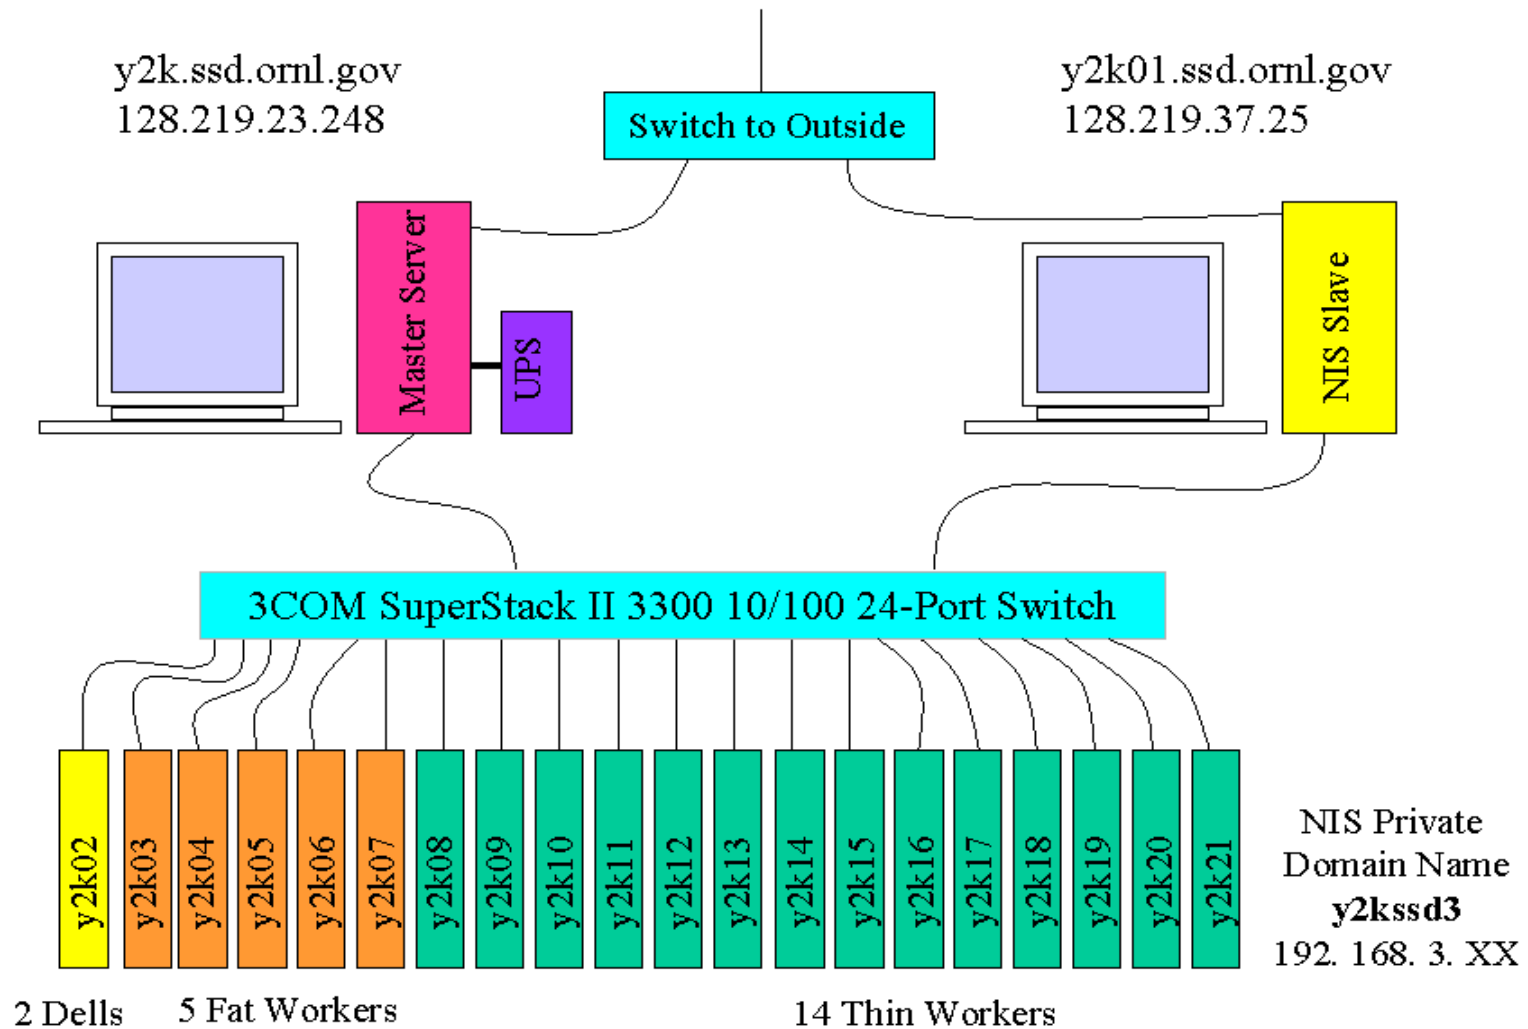 y2k.ssd.ornl.gov
128.219.23.248
Switch to Outside
y2k01.ssd.ornl.gov
128.219.37.25
Master Server
UPS
NIS Slave
3COM SuperStack II 3300 10/100 24-Port Switch
y2k02
y2k03
y2k04
y2k05
y2k06
y2k07
y2k08
y2k09
y2k10
y2k11
y2k12
y2k13
y2k14
y2k15
y2k16
y2k17
y2k18
y2k19
y2k20
y2k21
NIS Private
Domain Name
y2kssd3
192. 168. 3. XX
2 Dells
5 Fat Workers
14 Thin Workers